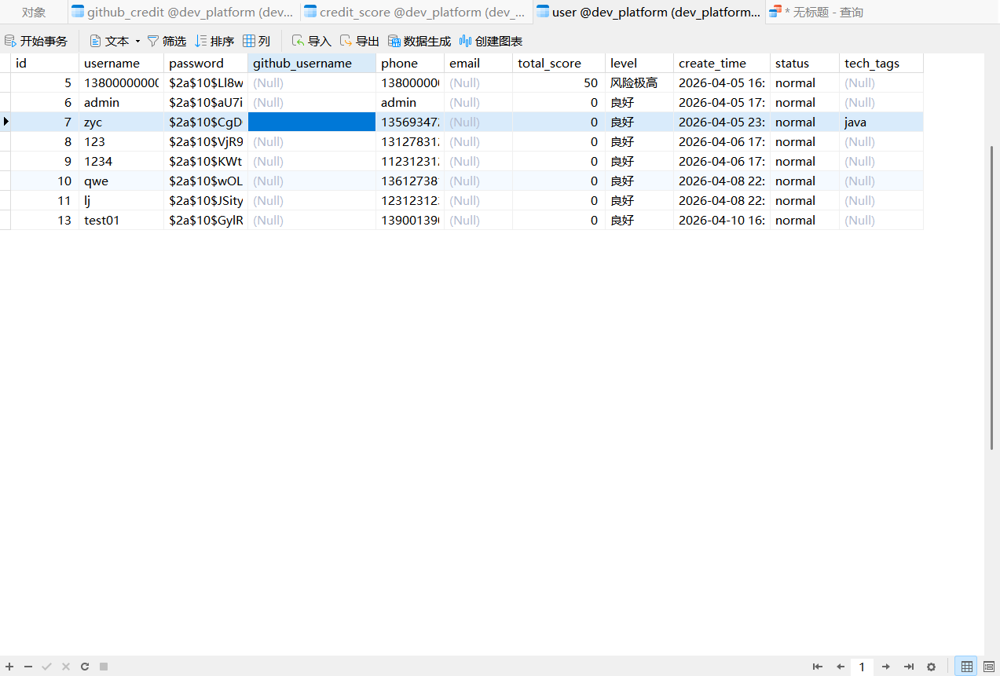 对象 github_credit @dev_platform (dev... credit_score @dev_platform (dev_... user @dev_platform (dev_platform... * 无标题 - 查询
开始事务 文本 筛选 排序 列 导入 导出 数据生成 创建图表
id username password github_username phone email total_score level create_time status tech_tags
5 13800000000 $2a$10$Ll8w (Null) 138000000 (Null) 50 风险极高 2026-04-05 16: normal (Null)
6 admin $2a$10$aU7i (Null) admin (Null) 0 良好 2026-04-05 17: normal (Null)
7 zyc $2a$10$CgD 135693472 (Null) 0 良好 2026-04-05 23: normal java
8 123 $2a$10$VjR9 (Null) 131278312 (Null) 0 良好 2026-04-06 17: normal (Null)
9 1234 $2a$10$KWt (Null) 112312312 (Null) 0 良好 2026-04-06 17: normal (Null)
10 qwe $2a$10$wOL (Null) 13612738 (Null) 0 良好 2026-04-08 22: normal (Null)
11 lj $2a$10$JSity (Null) 123123123 (Null) 0 良好 2026-04-08 22: normal (Null)
13 test01 $2a$10$GylR (Null) 139001390 (Null) 0 良好 2026-04-10 16: normal (Null)
1